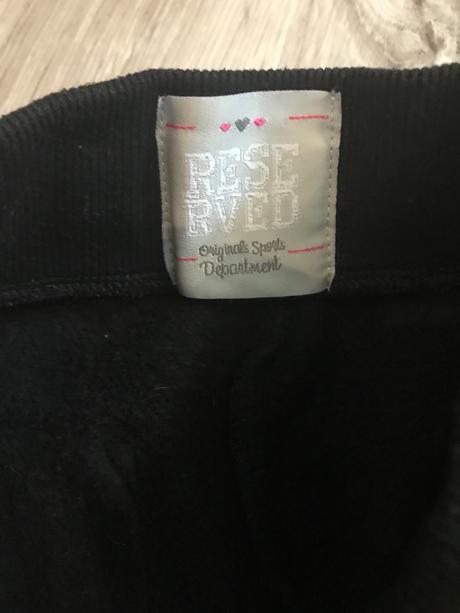 RESE
RVED
Originals Sports
Department